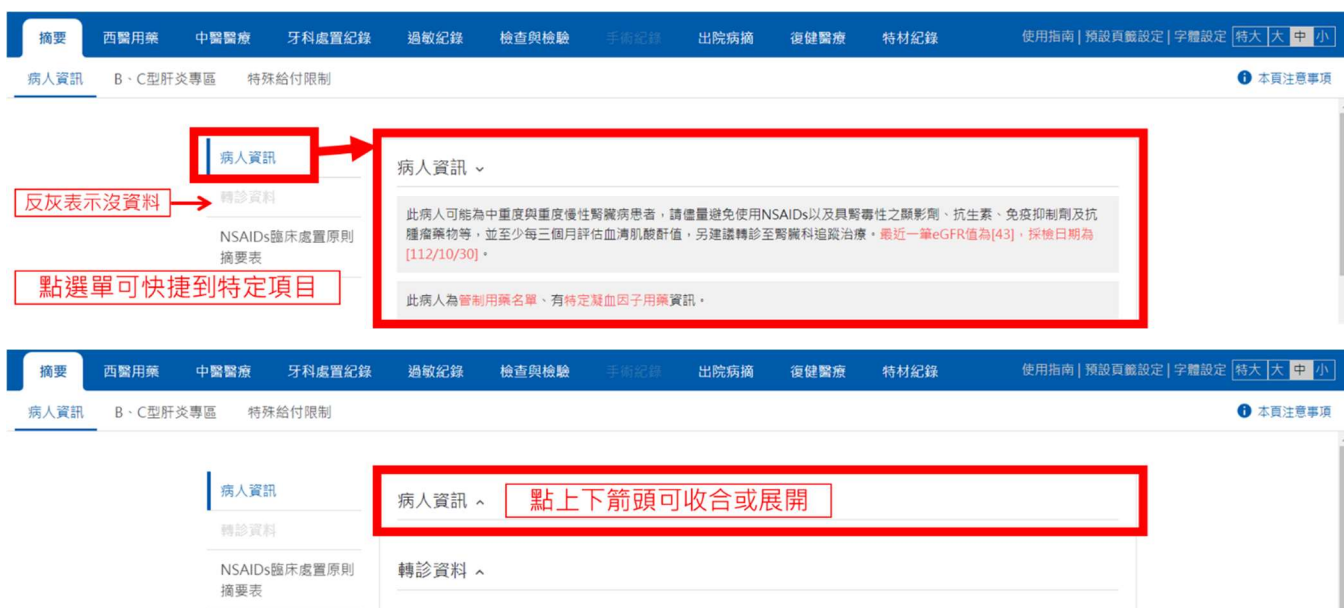 摘要 西醫用藥 中醫醫療 牙科處置紀錄 過敏紀錄 檢查與檢驗 手術紀錄 出院病摘 復健醫療 特材紀錄 使用指南 | 預設頁籤設定 | 字體設定 特大 大 中 小
病人資訊 B、C型肝炎專區 特殊給付限制 本頁注意事項
病人資訊
反灰表示沒資料
轉診資料
NSAIDs臨床處置原則
摘要表
點選單可快捷到特定項目
病人資訊
此病人可能為中重度與重度慢性腎臟病患者，請儘量避免使用NSAIDs以及具腎毒性之顯影劑、抗生素、免疫抑制劑及抗
腫瘤藥物等，並至少每三個月評估血清肌酸酐值，另建議轉診至腎臟科追蹤治療。最近一筆eGFR值為[43]，採檢日期為
[112/10/30]。
此病人為管制用藥名單、有特定凝血因子用藥資訊。
摘要 西醫用藥 中醫醫療 牙科處置紀錄 過敏紀錄 檢查與檢驗 手術紀錄 出院病摘 復健醫療 特材紀錄 使用指南 | 預設頁籤設定 | 字體設定 特大 大 中 小
病人資訊 B、C型肝炎專區 特殊給付限制 本頁注意事項
病人資訊
轉診資料
NSAIDs臨床處置原則
摘要表
病人資訊 點上下箭頭可收合或展開
轉診資料